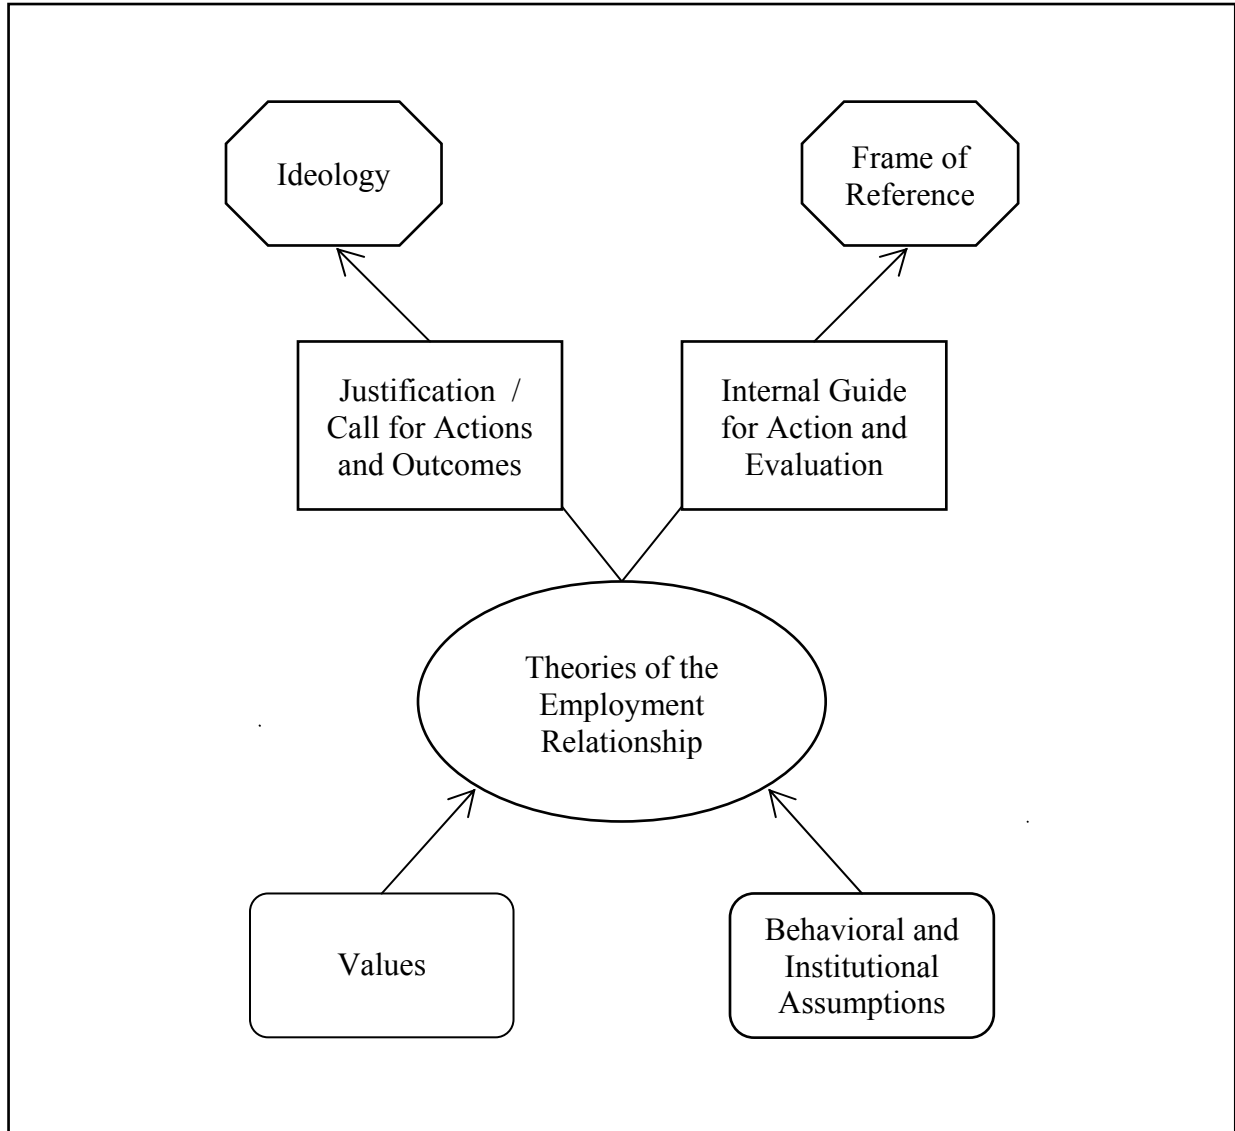 Ideology
Frame of
Reference
Justification /
Call for Actions
and Outcomes
Internal Guide
for Action and
Evaluation
Theories of the
Employment
Relationship
Values
Behavioral and
Institutional
Assumptions